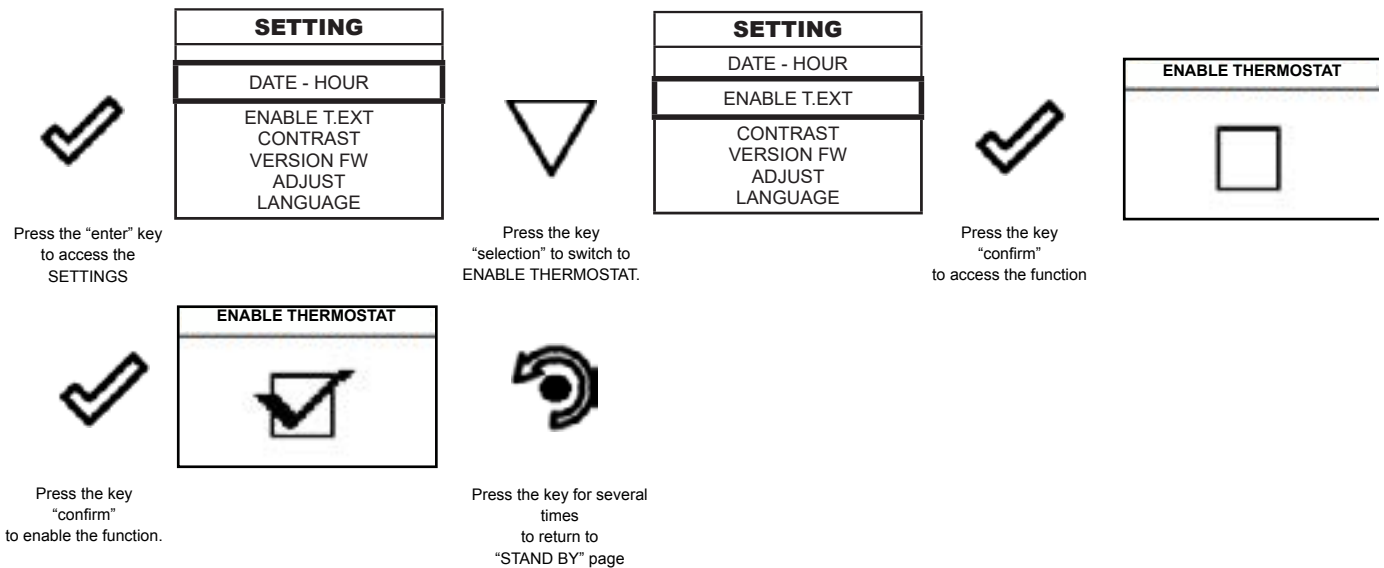 SETTING
DATE - HOUR
ENABLE T.EXT
CONTRAST
VERSION FW
ADJUST
LANGUAGE
Press the “enter” key
to access the
SETTINGS
Press the key
“selection” to switch to
ENABLE THERMOSTAT.
SETTING
DATE - HOUR
ENABLE T.EXT
CONTRAST
VERSION FW
ADJUST
LANGUAGE
Press the key
“confirm”
to access the function
ENABLE THERMOSTAT
Press the key
“confirm”
to enable the function.
ENABLE THERMOSTAT
Press the key for several
times
to return to
“STAND BY” page